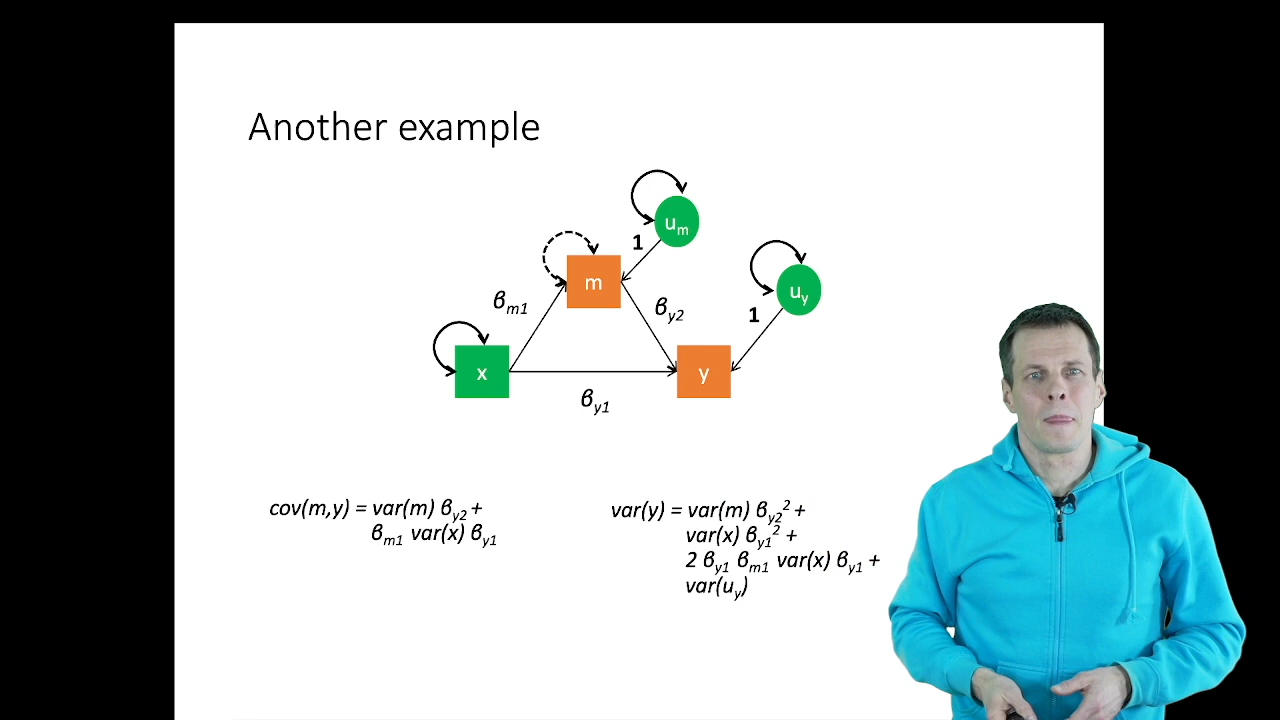 Another example
u_m
1
m
u_y
β_m1
β_y2
1
x
y
β_y1
cov(m,y) = var(m) β_y2 +
β_m1 var(x) β_y1
var(y) = var(m) β_y2² +
var(x) β_y1² +
2 β_y1 β_m1 var(x) β_y1 +
var(u_y)